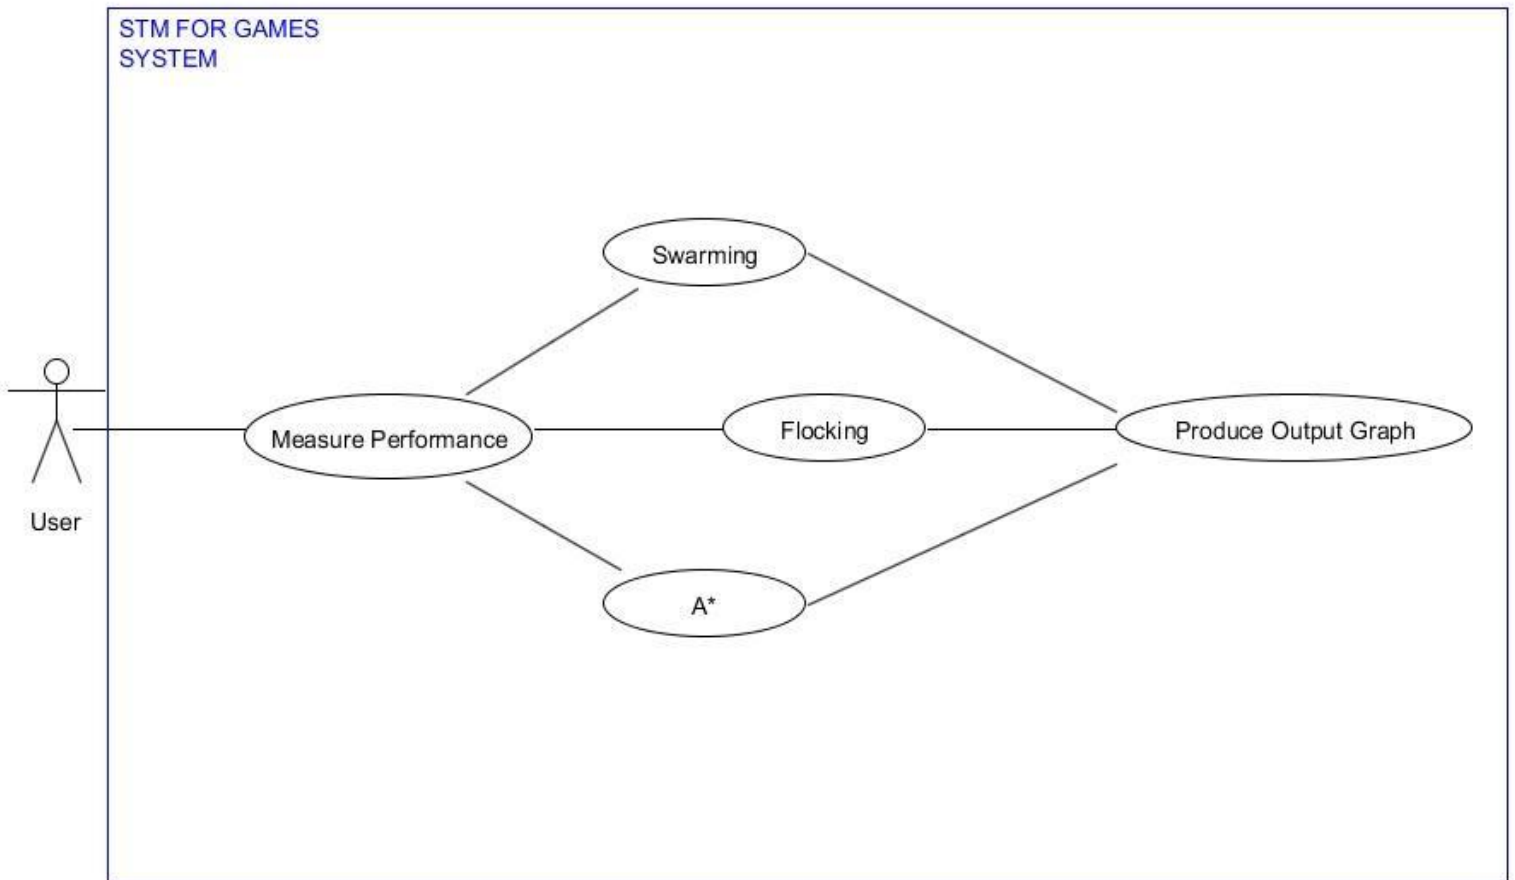 STM FOR GAMES
SYSTEM
Swarming
Measure Performance
Flocking
Produce Output Graph
User
A*